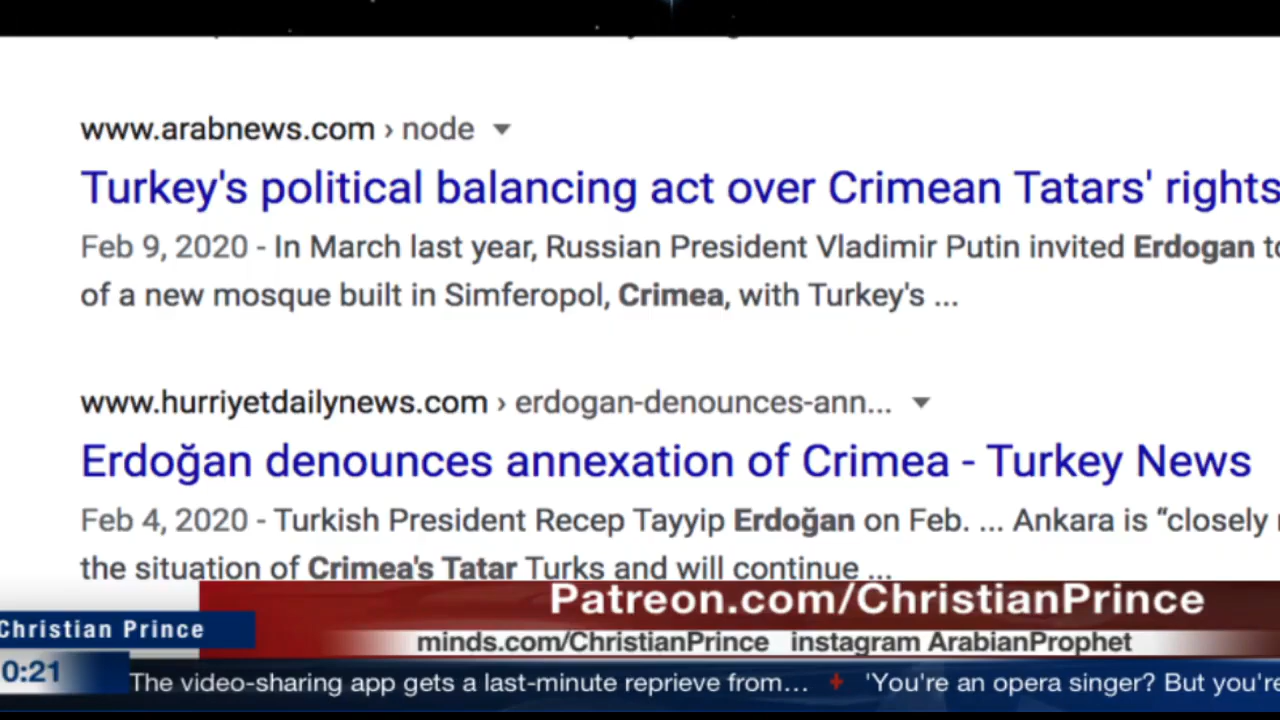 www.arabnews.com › node
Turkey's political balancing act over Crimean Tatars' rights
Feb 9, 2020 - In March last year, Russian President Vladimir Putin invited Erdogan to
of a new mosque built in Simferopol, Crimea, with Turkey's ...
www.hurriyetdailynews.com › erdogan-denounces-ann...
Erdoğan denounces annexation of Crimea - Turkey News
Feb 4, 2020 - Turkish President Recep Tayyip Erdoğan on Feb. ... Ankara is “closely
the situation of Crimea's Tatar Turks and will continue ...
Patreon.com/ChristianPrince
Christian Prince
minds.com/ChristianPrince instagram ArabianProphet
0:21
The video-sharing app gets a last-minute reprieve from... 'You're an opera singer? But you're